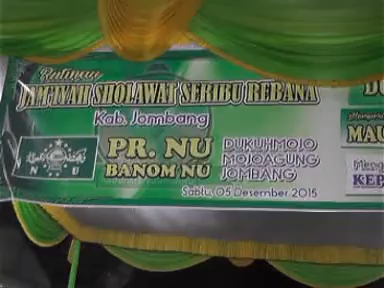 Rutinan
JAM'IYAH SHOLAWAT SERIBU REBANA
Kab. Jombang
PR. NU
BANOM NU
DUKUHMOJO
MOJOAGUNG
JOMBANG
Sabtu, 05 Desember 2015
N U
DU
MAU
KEP